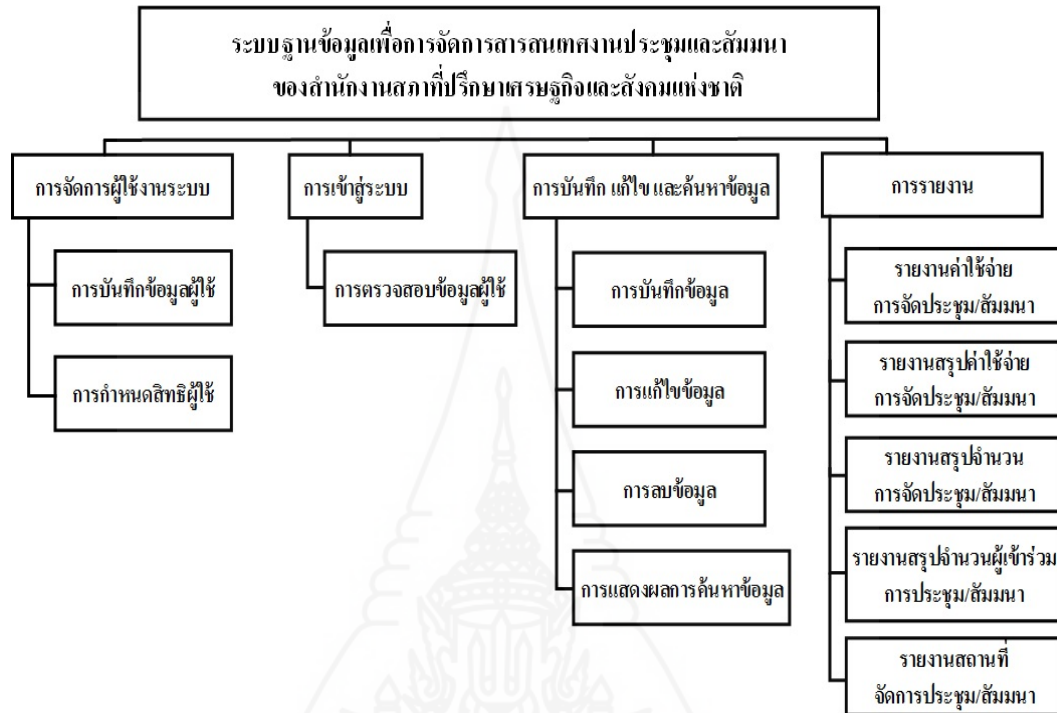 ระบบฐานข้อมูลเพื่อการจัดการสารสนเทศงานประชุมและสัมมนา
ของสำนักงานสภาที่ปรึกษาเศรษฐกิจและสังคมแห่งชาติ
การจัดการผู้ใช้งานระบบ
การบันทึกข้อมูลผู้ใช้
การกำหนดสิทธิผู้ใช้
การเข้าสู่ระบบ
การตรวจสอบข้อมูลผู้ใช้
การบันทึก แก้ไข และค้นหาข้อมูล
การบันทึกข้อมูล
การแก้ไขข้อมูล
การลบข้อมูล
การแสดงผลการค้นหาข้อมูล
การรายงาน
รายงานค่าใช้จ่าย
การจัดประชุม/สัมมนา
รายงานสรุปค่าใช้จ่าย
การจัดประชุม/สัมมนา
รายงานสรุปจำนวน
การจัดประชุม/สัมมนา
รายงานสรุปจำนวนผู้เข้าร่วม
การประชุม/สัมมนา
รายงานสถานที่
จัดการประชุม/สัมมนา